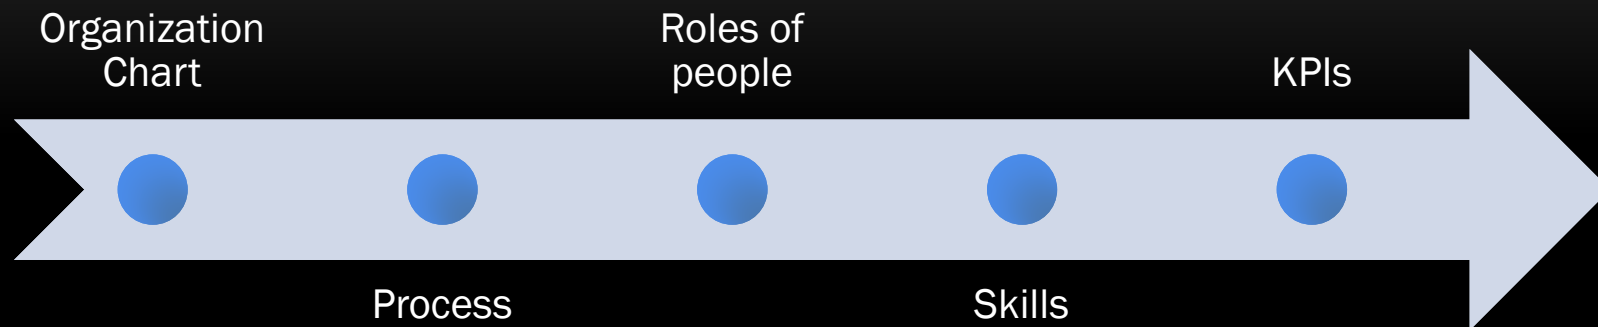 Organization
Chart
Process
Roles of
people
Skills
KPIs